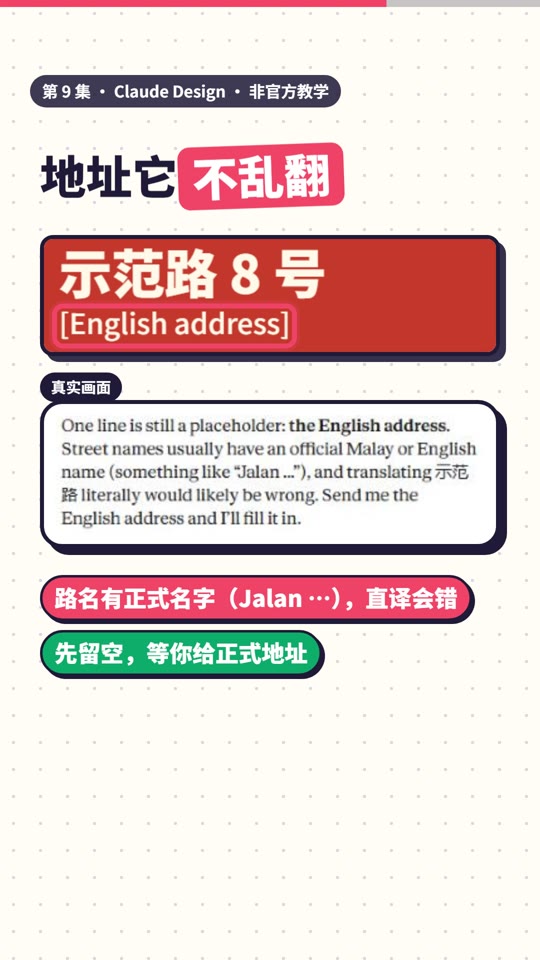 第 9 集 · Claude Design · 非官方教学
地址它 不乱翻
示范路 8 号
[English address]
真实画面
One line is still a placeholder: the English address.
Street names usually have an official Malay or English
name (something like “Jalan ...”), and translating 示范
路 literally would likely be wrong. Send me the
English address and I’ll fill it in.
路名有正式名字（Jalan …），直译会错
先留空，等你给正式地址